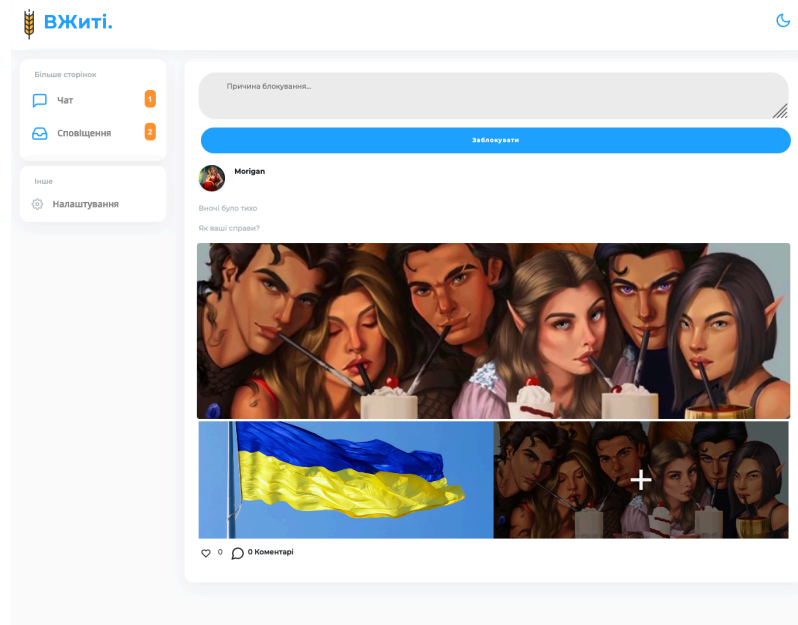 ВЖиті.
Більше сторінок
Чат 1
Сповіщення 2
Інше
Налаштування
Причина блокування...
Заблокувати
Morigan
Вночі було тихо
Як ваші справи?
0 0 Коментарі